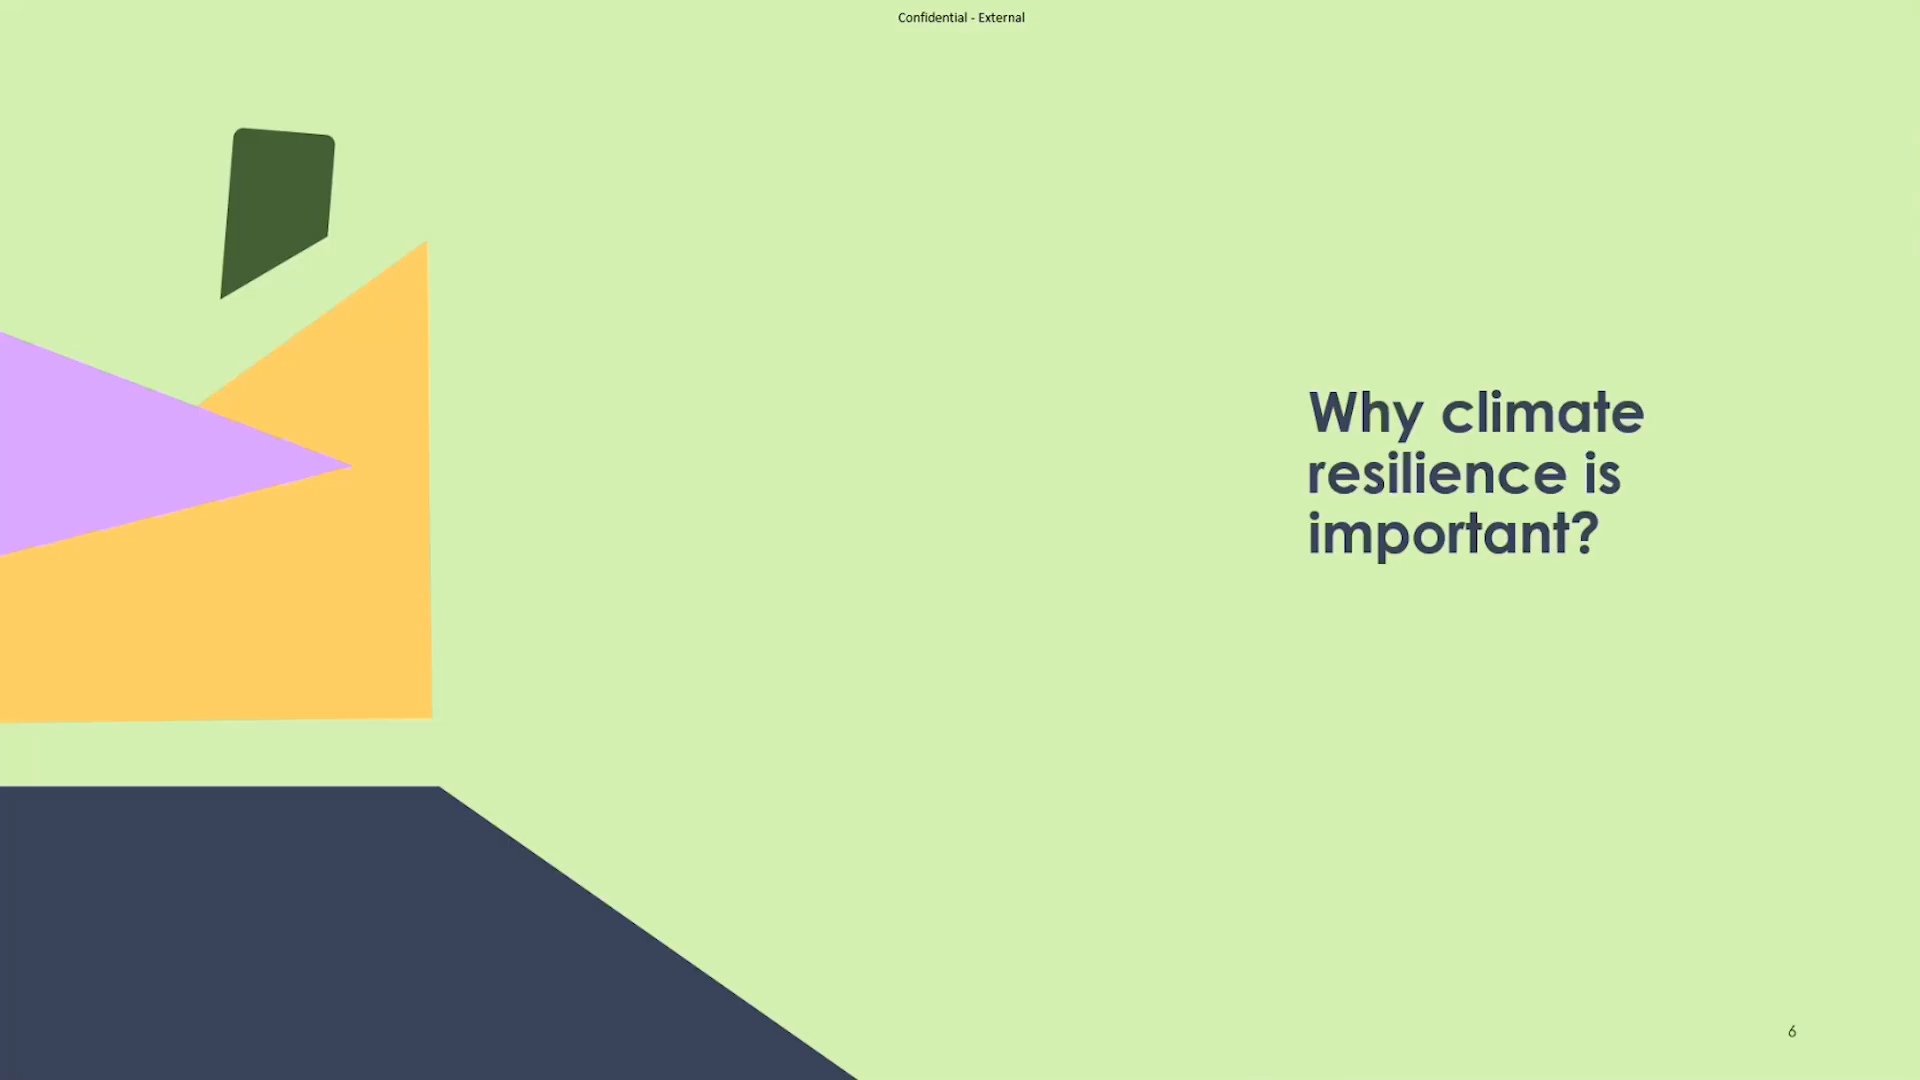 Confidential - External
Why climate
resilience is
important?
6